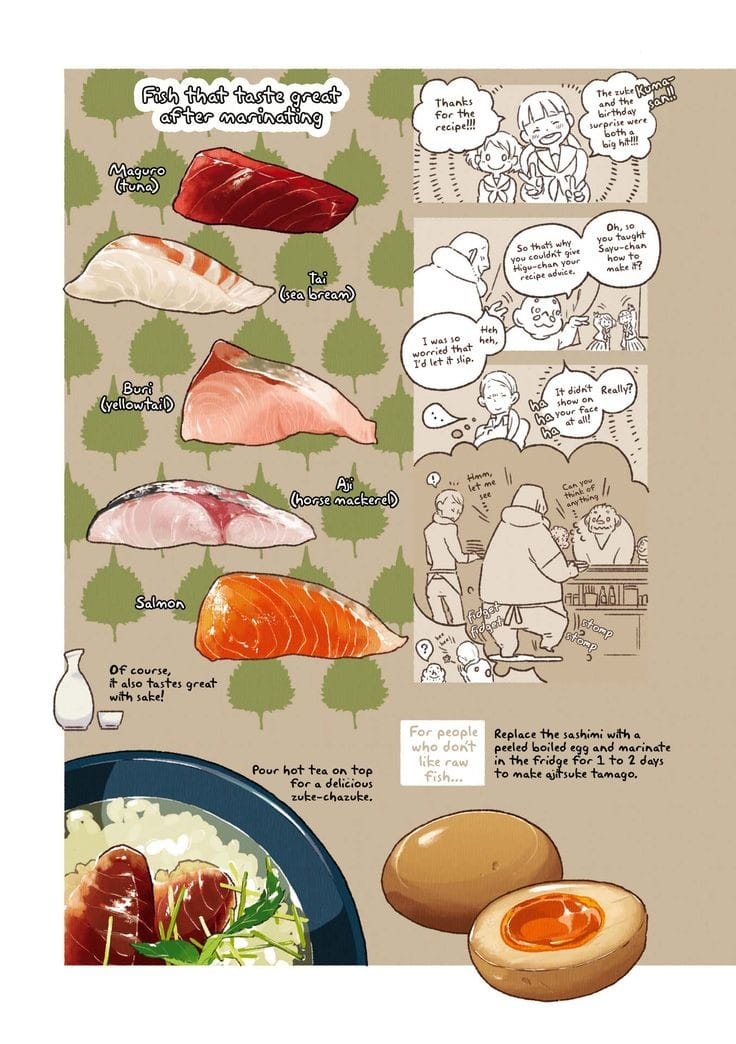 Fish that taste great
after marinating
Maguro
(tuna)
Tai
(sea bream)
Buri
(yellowtail)
Aji
(horse mackerel)
Salmon
Of course,
it also tastes great
with sake!
Pour hot tea on top
for a delicious
zuke-chazuke.
Thanks
for the
recipe!!!
The zuke
and the
birthday
surprise were
both a
big hit!!!
Kuma-
san!!
Oh, so
you taught
Sayu-chan
how to
make it?
So that's why
you couldn't give
Higu-chan your
recipe advice.
Heh
heh,
I was so
worried that
I'd let it slip.
Really?
It didn't
show on
your face
at all!
ha
ha
ha
...
!
Hmm,
let me
see
Can you
think of
anything
fidget
fidget
stomp
stomp
?
For people
who don't
like raw
fish...
Replace the sashimi with a
peeled boiled egg and marinate
in the fridge for 1 to 2 days
to make ajitsuke tamago.